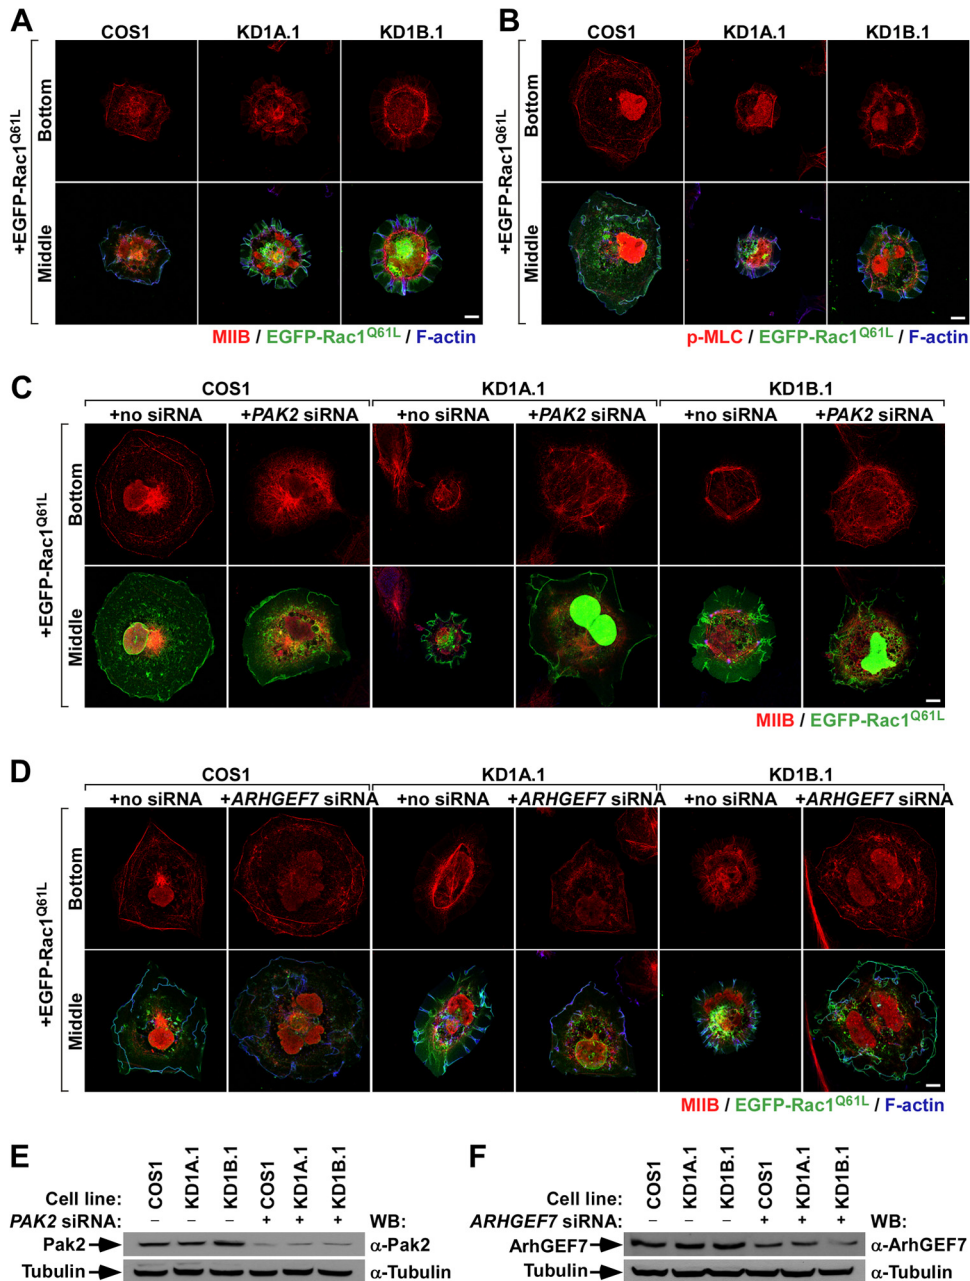 A
COS1 KD1A.1 KD1B.1
+EGFP-Rac1Q61L
Bottom
Middle
MIIB / EGFP-Rac1Q61L / F-actin
B
COS1 KD1A.1 KD1B.1
+EGFP-Rac1Q61L
Bottom
Middle
p-MLC / EGFP-Rac1Q61L / F-actin
C
COS1 KD1A.1 KD1B.1
+no siRNA +PAK2 siRNA +no siRNA +PAK2 siRNA +no siRNA +PAK2 siRNA
+EGFP-Rac1Q61L
Bottom
Middle
MIIB / EGFP-Rac1Q61L
D
COS1 KD1A.1 KD1B.1
+no siRNA +ARHGEF7 siRNA +no siRNA +ARHGEF7 siRNA +no siRNA +ARHGEF7 siRNA
+EGFP-Rac1Q61L
Bottom
Middle
MIIB / EGFP-Rac1Q61L / F-actin
E
Cell line: COS1 KD1A.1 KD1B.1 COS1 KD1A.1 KD1B.1
PAK2 siRNA: – – – + + + WB:
Pak2 α-Pak2
Tubulin α-Tubulin
F
Cell line: COS1 KD1A.1 KD1B.1 COS1 KD1A.1 KD1B.1
ARHGEF7 siRNA: – – – + + + WB:
ArhGEF7 α-ArhGEF7
Tubulin α-Tubulin